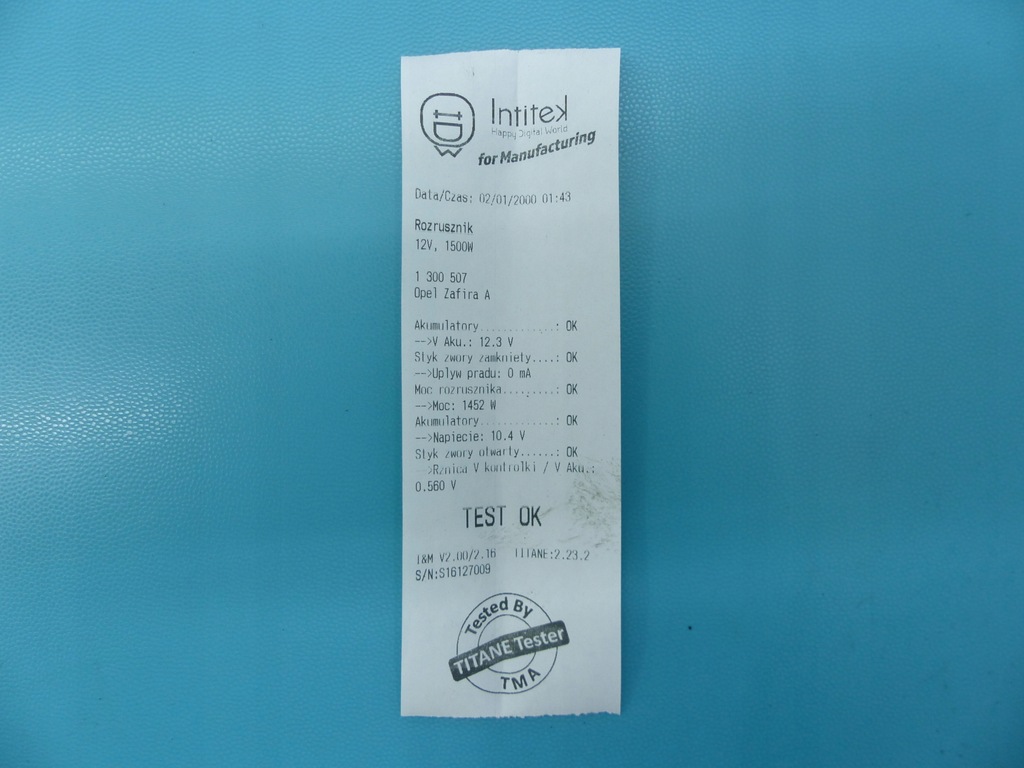 Intitek
Happy Digital World
for Manufacturing
Data/Czas: 02/01/2000 01:43
Rozrusznik
12V, 1500W
1 300 507
Opel Zafira A
Akumulatory............: OK
-->V Aku.: 12.3 V
Styk zwory zamkniety....: OK
-->Uplyw pradu: 0 mA
Moc rozrusznika.........: OK
-->Moc: 1452 W
Akumulatory............: OK
-->Napiecie: 10.4 V
Styk zwory otwarty......: OK
-->Rznica V kontrolki / V Aku.:
0.560 V
TEST OK
T&M V2.00/2.16 TITANE:2.23.2
S/N:S16127009
Tested By
TITANE Tester
TMA